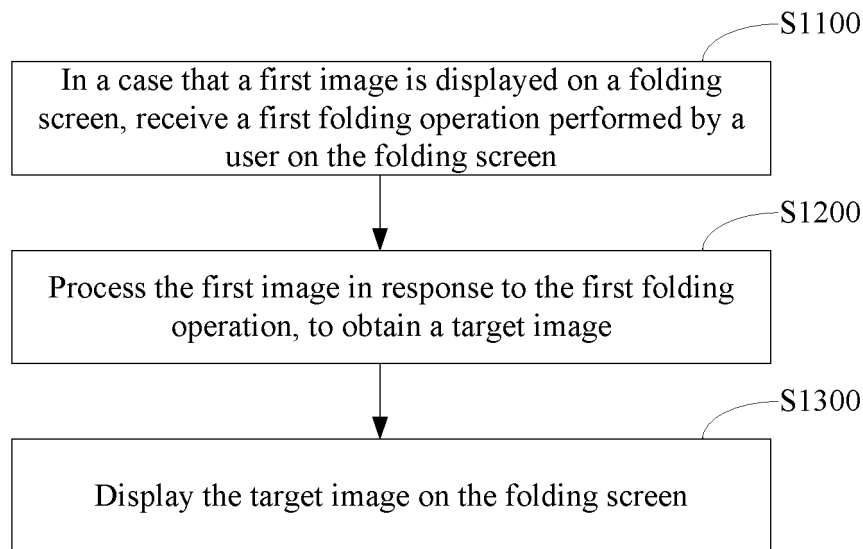 S1100
In a case that a first image is displayed on a folding
screen, receive a first folding operation performed by a
user on the folding screen
S1200
Process the first image in response to the first folding
operation, to obtain a target image
S1300
Display the target image on the folding screen